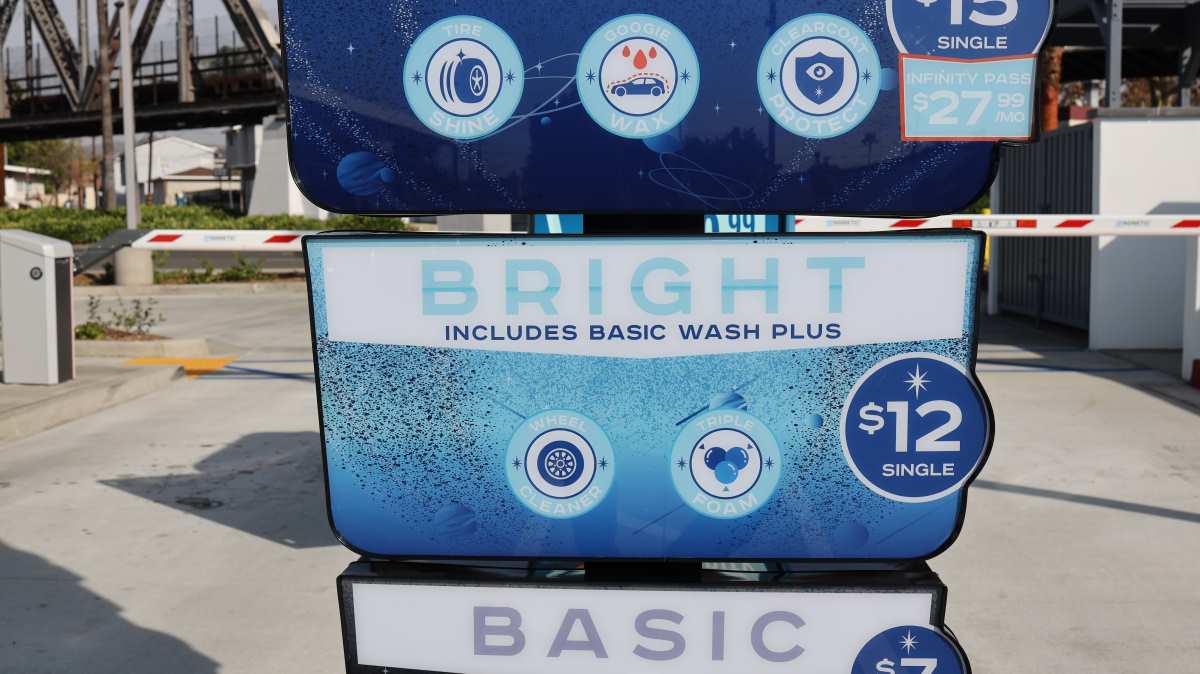 TIRE
SHINE
GOOGIE
WAX
CLEARCOAT
PROTECT
$15
SINGLE
INFINITY PASS
$27.99
/MO
BRIGHT
INCLUDES BASIC WASH PLUS
WHEEL
CLEANER
TRIPLE
FOAM
$12
SINGLE
BASIC
$7